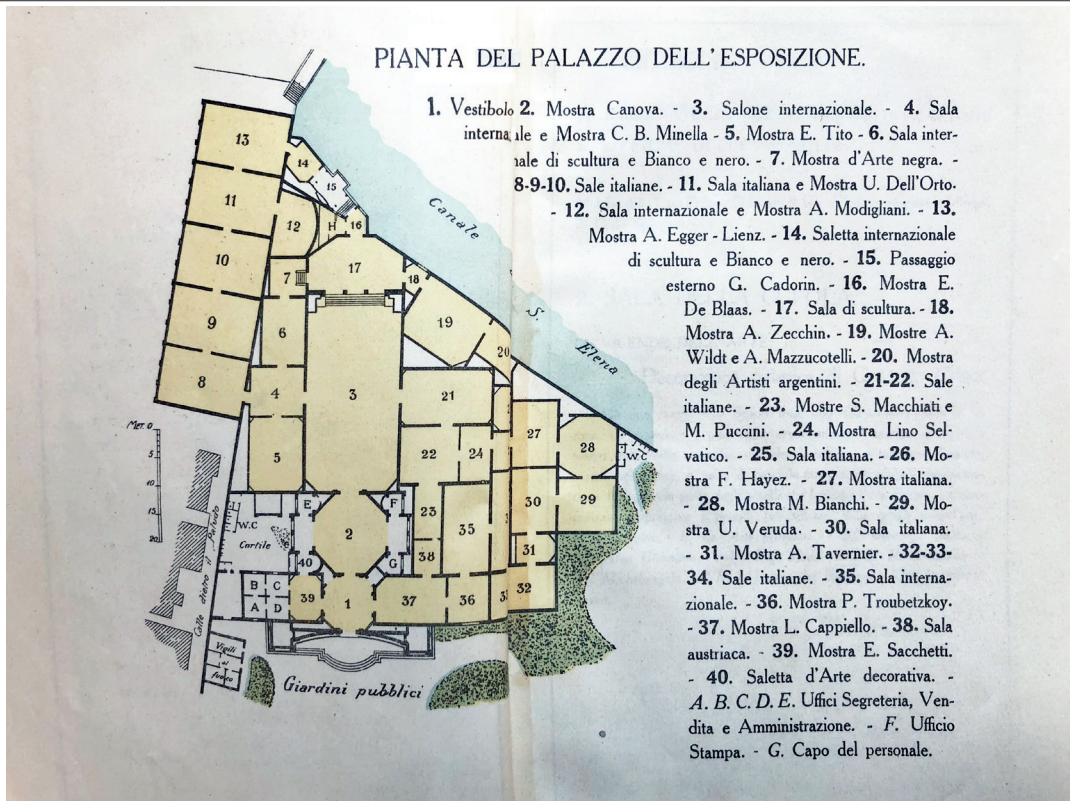 PIANTA DEL PALAZZO DELL'ESPOSIZIONE.
1. Vestibolo 2. Mostra Canova. - 3. Salone internazionale. - 4. Sala
interna ale e Mostra C. B. Minella - 5. Mostra E. Tito - 6. Sala inter-
nale di scultura e Bianco e nero. - 7. Mostra d'Arte negra. -
8-9-10. Sale italiane. - 11. Sala italiana e Mostra U. Dell'Orto.
- 12. Sala internazionale e Mostra A. Modigliani. - 13.
Mostra A. Egger - Lienz. - 14. Saletta internazionale
di scultura e Bianco e nero. - 15. Passaggio
esterno G. Cadorin. - 16. Mostra E.
De Blaas. - 17. Sala di scultura. - 18.
Mostra A. Zecchin. - 19. Mostre A.
Wildt e A. Mazzucotelli. - 20. Mostra
degli Artisti argentini. - 21-22. Sale
italiane. - 23. Mostre S. Macchiati e
M. Puccini. - 24. Mostra Lino Sel-
vatico. - 25. Sala italiana. - 26. Mo-
stra F. Hayez. - 27. Mostra italiana.
- 28. Mostra M. Bianchi. - 29. Mo-
stra U. Veruda. - 30. Sala italiana.
- 31. Mostra A. Tavernier. - 32-33-
34. Sale italiane. - 35. Sala interna-
zionale. - 36. Mostra P. Troubetzkoy.
- 37. Mostra L. Cappiello. - 38. Sala
austriaca. - 39. Mostra E. Sacchetti.
- 40. Saletta d'Arte decorativa. -
A. B. C. D. E. Uffici Segreteria, Ven-
dita e Amministrazione. - F. Ufficio
Stampa. - G. Capo del personale.
13
14
15
11
12
H
16
10
7
17
18
9
6
19
20
8
4
3
21
5
22
24
27
28
W C
23
35
30
29
E
F
2
W.C
Cortile
40
G
38
31
B C
A D
39
1
37
36
32
Canale
S.
Elena
Met. 0
5
10
15
20
Calle dietro il Paludo
Vigili
al
fuoco
Giardini pubblici